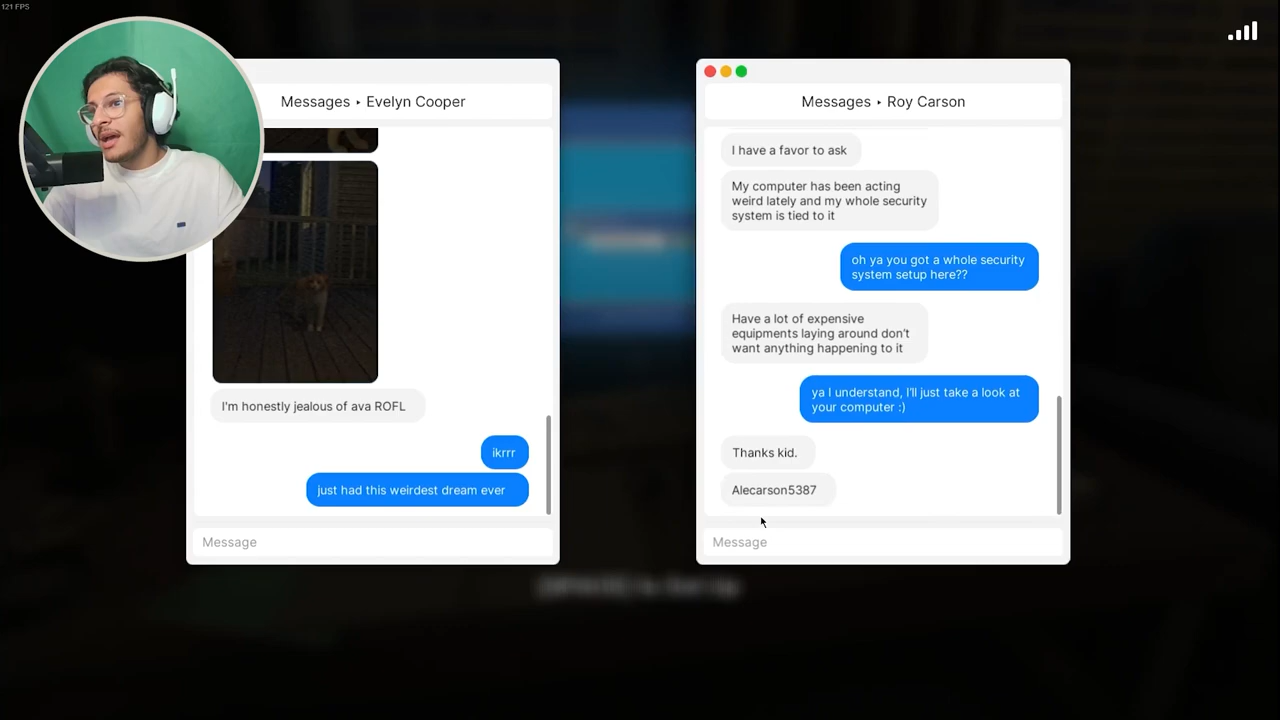 121 FPS
Messages ‣ Evelyn Cooper
I'm honestly jealous of ava ROFL
ikrrr
just had this weirdest dream ever
Message
Messages ‣ Roy Carson
I have a favor to ask
My computer has been acting
weird lately and my whole security
system is tied to it
oh ya you got a whole security
system setup here??
Have a lot of expensive
equipments laying around don't
want anything happening to it
ya I understand, I'll just take a look at
your computer :)
Thanks kid.
Alecarson5387
Message